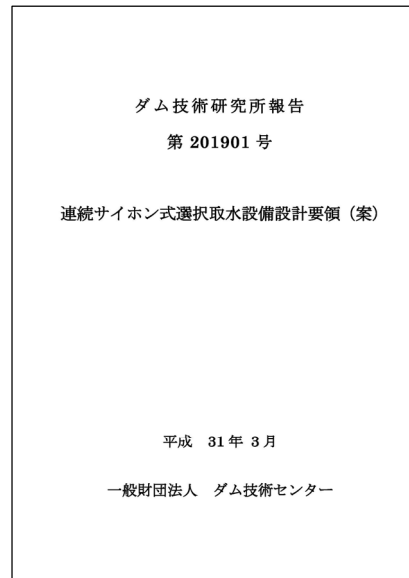 ダム技術研究所報告
第 201901 号
連続サイホン式選択取水設備設計要領（案）
平成　31 年 3 月
一般財団法人　ダム技術センター